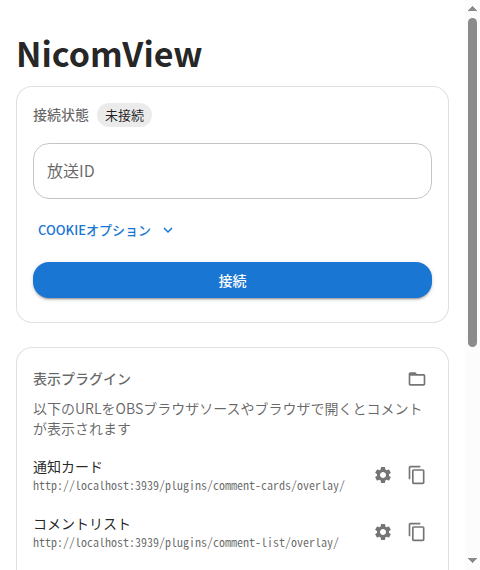 NicomView
接続状態 未接続
放送ID
COOKIEオプション
接続
表示プラグイン
以下のURLをOBSブラウザソースやブラウザで開くとコメント
が表示されます
通知カード
http://localhost:3939/plugins/comment-cards/overlay/
コメントリスト
http://localhost:3939/plugins/comment-list/overlay/